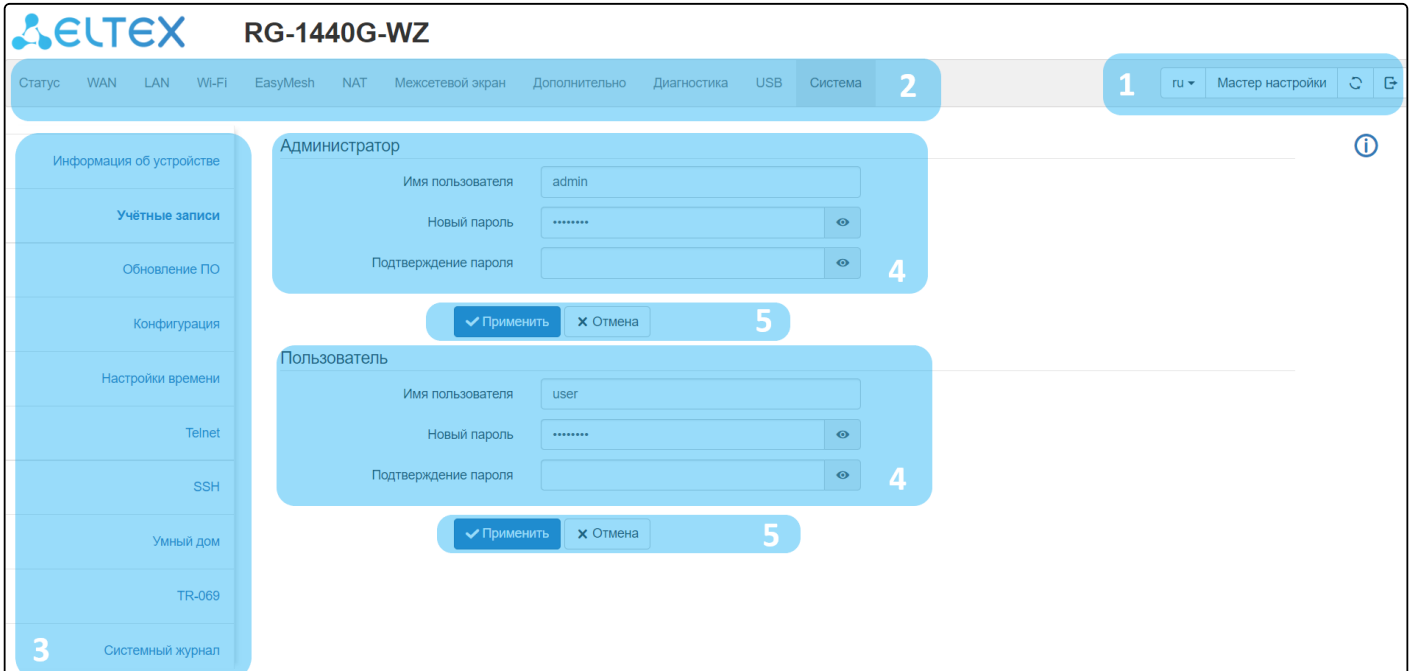 ELTEX RG-1440G-WZ
Статус WAN LAN Wi-Fi EasyMesh NAT Межсетевой экран Дополнительно Диагностика USB Система 2 1 ru Мастер настройки
Информация об устройстве
Учётные записи
Обновление ПО
Конфигурация
Настройки времени
Telnet
SSH
Умный дом
TR-069
3 Системный журнал
Администратор
Имя пользователя admin
Новый пароль ••••••••
Подтверждение пароля 4
Применить Отмена 5
Пользователь
Имя пользователя user
Новый пароль ••••••••
Подтверждение пароля 4
Применить Отмена 5